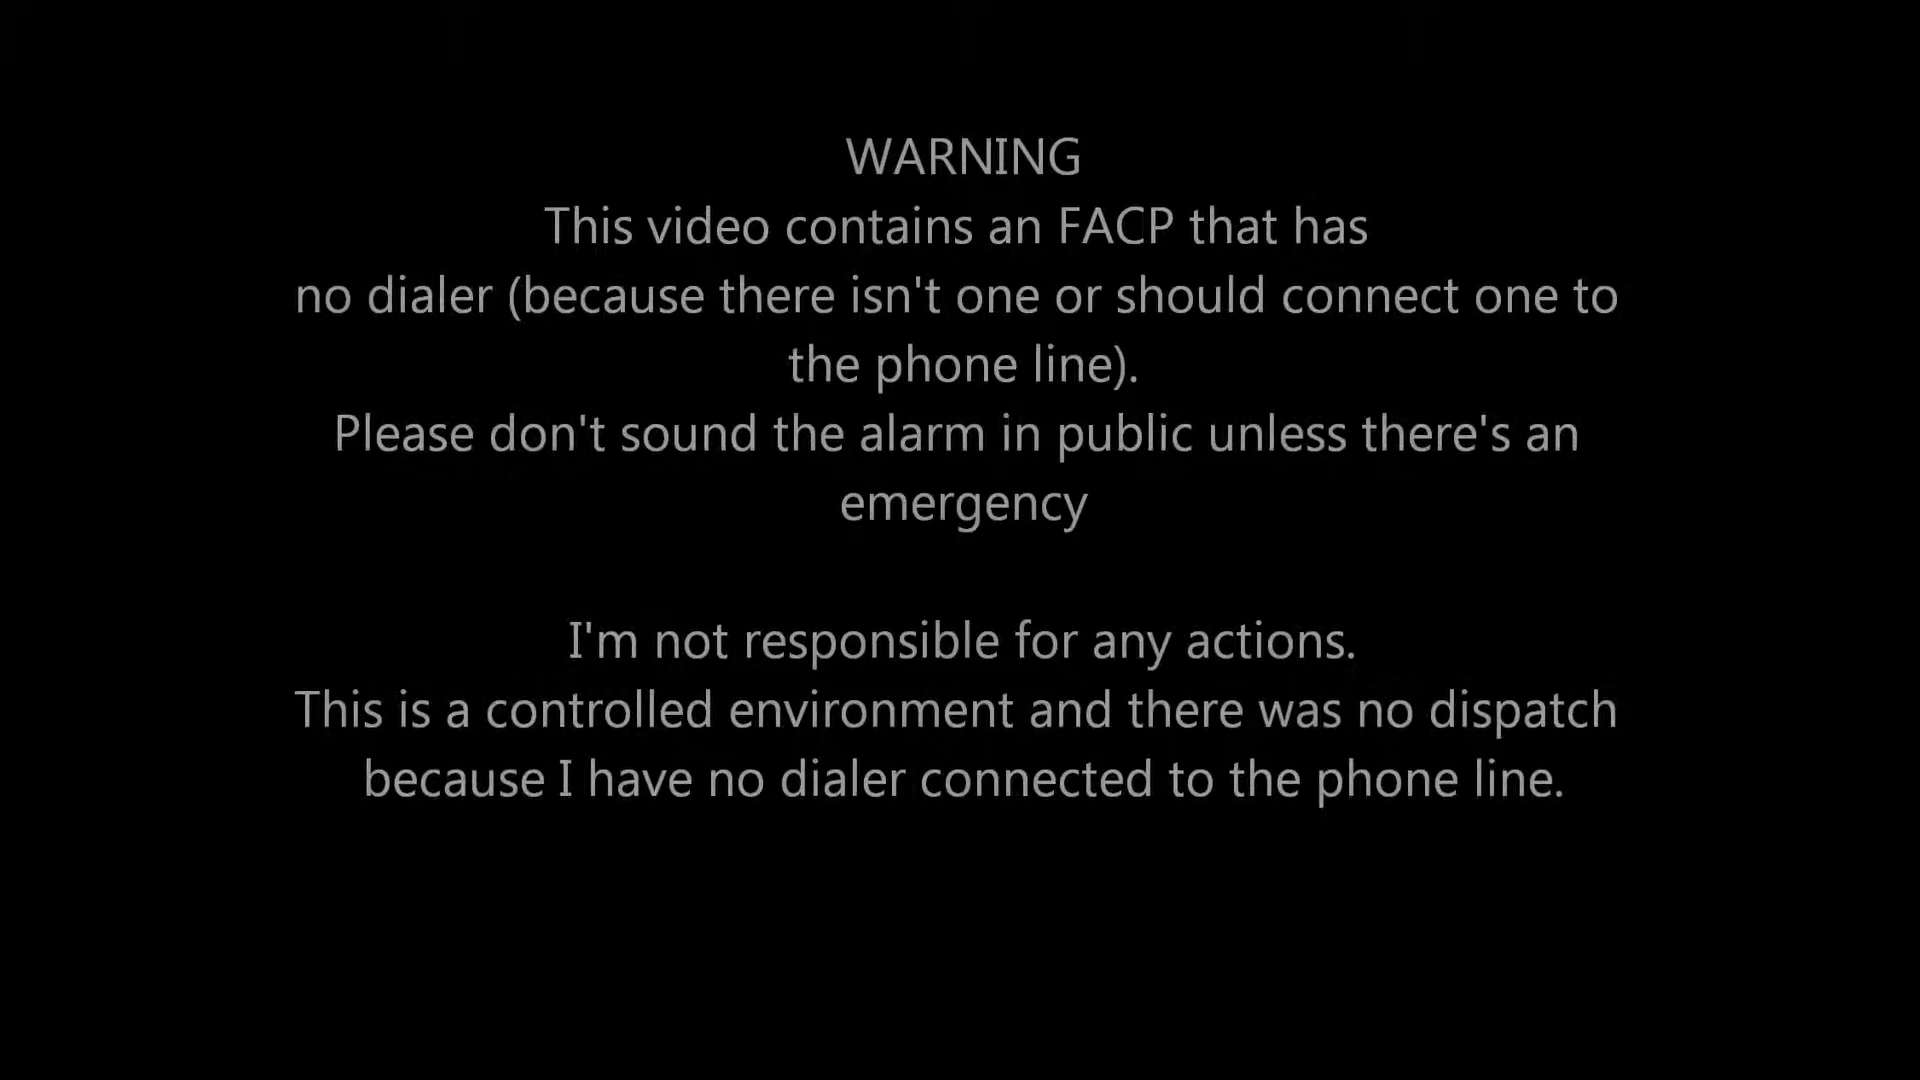 WARNING
This video contains an FACP that has
no dialer (because there isn't one or should connect one to
the phone line).
Please don't sound the alarm in public unless there's an
emergency
I'm not responsible for any actions.
This is a controlled environment and there was no dispatch
because I have no dialer connected to the phone line.